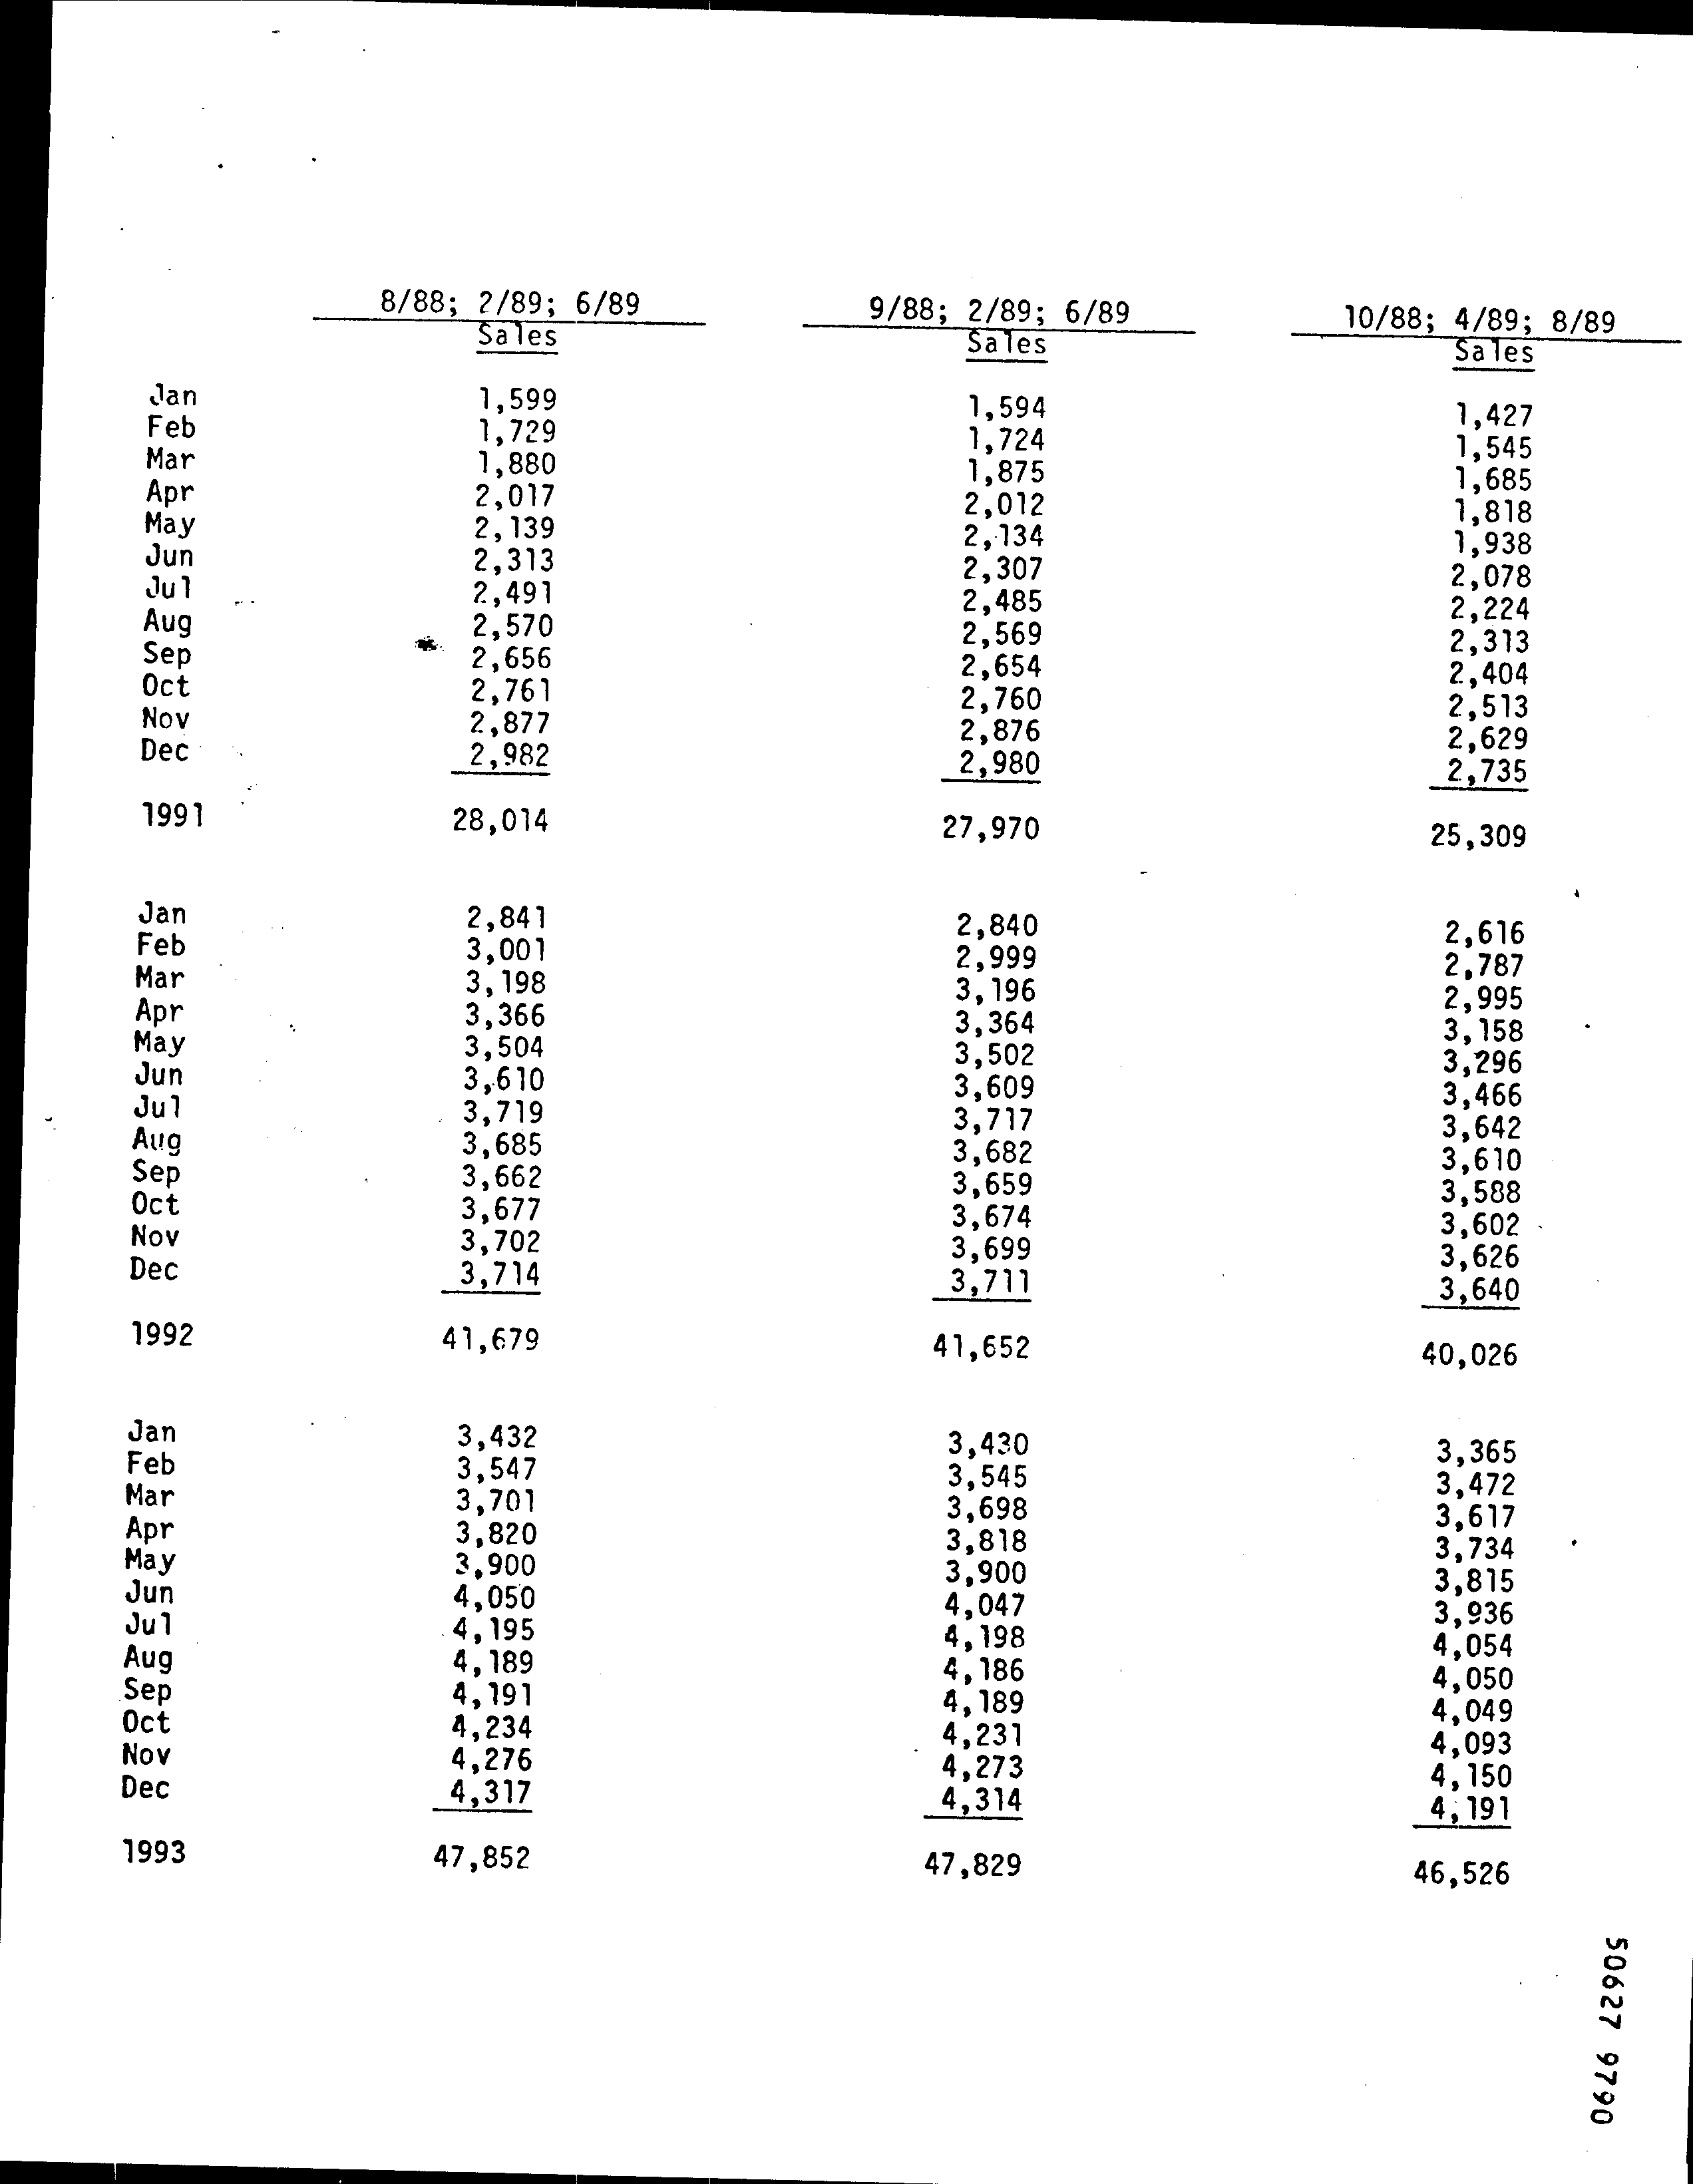 8/88; 2/89; 6/89 9/88; 2/89; 6/89 10/88; 4/89; 8/89
Sales Sales Sales
Jan 1,599 1,594 1,427
Feb 1,729 1,724 1,545
Mar 1,880 1,875 1,685
Apr 2,017 2,012 1,818
May 2,139 2,134 1,938
Jun 2,313 2,307 2,078
Jul 2,491 2,485 2,224
Aug 2,570 2,569 2,313
Sep 2,656 2,654 2,404
Oct 2,761 2,760 2,513
Nov 2,877 2,876 2,629
Dec 2,982 2,980 2,735
1991 28,014 27,970 25,309
Jan 2,841 2,840 2,616
Feb 3,001 2,999 2,787
Mar 3,198 3,196 2,995
Apr 3,366 3,364 3,158
May 3,504 3,502 3,296
Jun 3,610 3,609 3,466
Jul 3,719 3,717 3,642
Aug 3,685 3,682 3,610
Sep 3,662 3,659 3,588
Oct 3,677 3,674 3,602
Nov 3,702 3,699 3,626
Dec 3,714 3,711 3,640
1992 41,679 41,652 40,026
Jan 3,432 3,430 3,365
Feb 3,547 3,545 3,472
Mar 3,701 3,698 3,617
Apr 3,820 3,818 3,734
May 3,900 3,900 3,815
Jun 4,050 4,047 3,936
Jul 4,195 4,198 4,054
Aug 4,189 4,186 4,050
Sep 4,191 4,189 4,049
Oct 4,234 4,231 4,093
Nov 4,276 4,273 4,150
Dec 4,317 4,314 4,191
1993 47,852 47,829 46,526
50627 9790